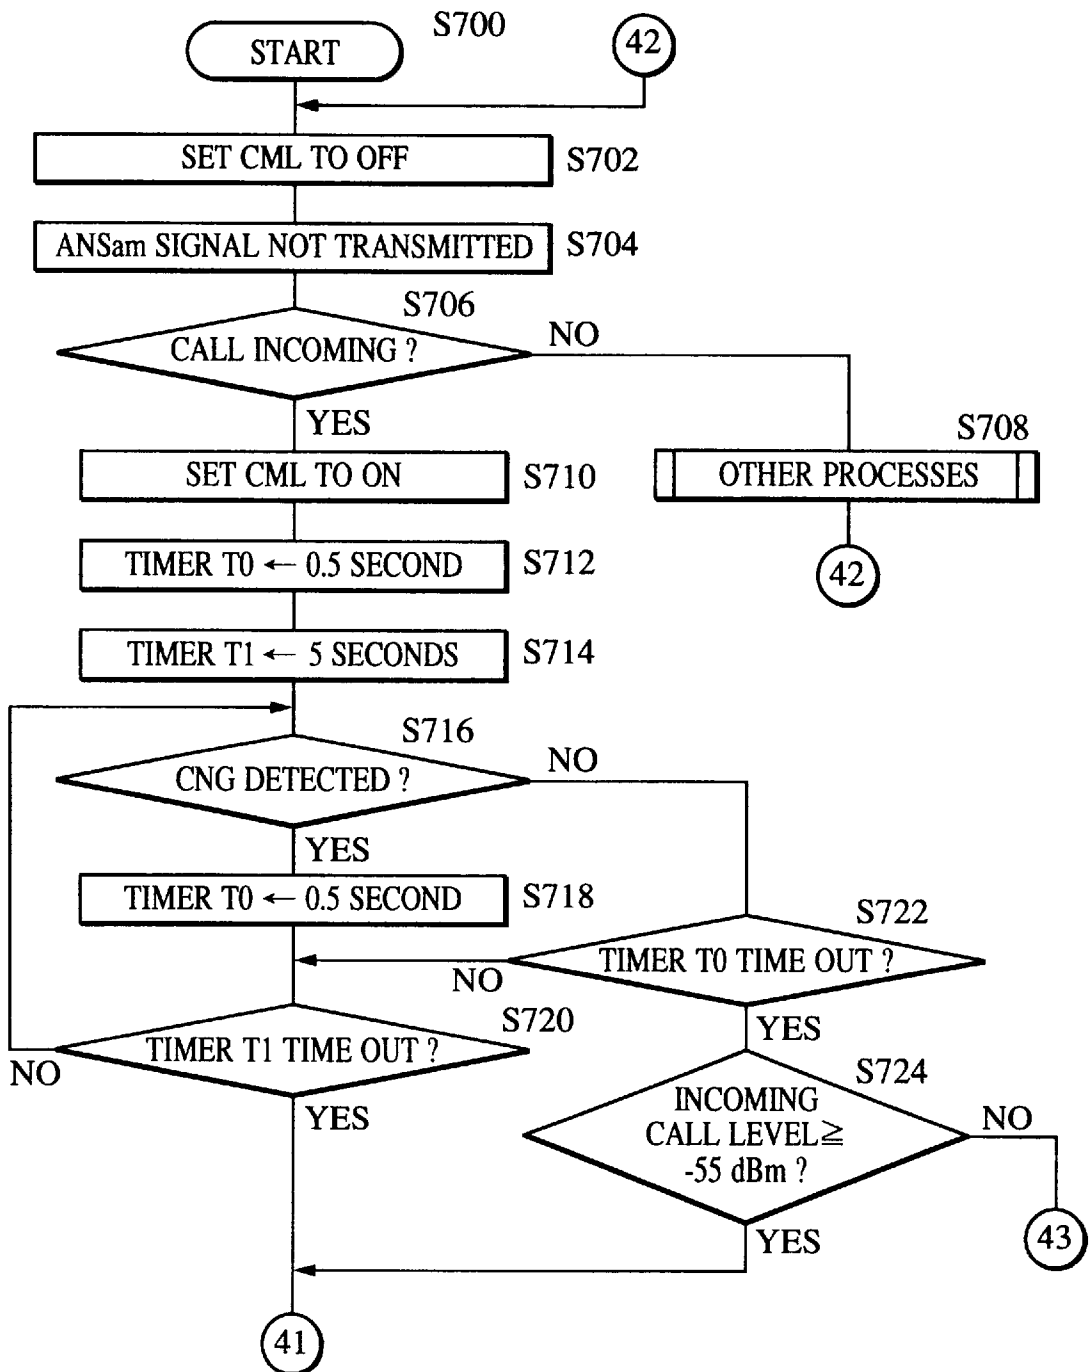 S700
START
42
SET CML TO OFF
S702
ANSam SIGNAL NOT TRANSMITTED
S704
S706
CALL INCOMING ?
NO
YES
S708
SET CML TO ON
S710
OTHER PROCESSES
TIMER T0 ← 0.5 SECOND
S712
42
TIMER T1 ← 5 SECONDS
S714
S716
CNG DETECTED ?
NO
YES
TIMER T0 ← 0.5 SECOND
S718
S722
TIMER T0 TIME OUT ?
NO
YES
S720
TIMER T1 TIME OUT ?
NO
YES
S724
INCOMING
CALL LEVEL≧
-55 dBm ?
NO
YES
43
41